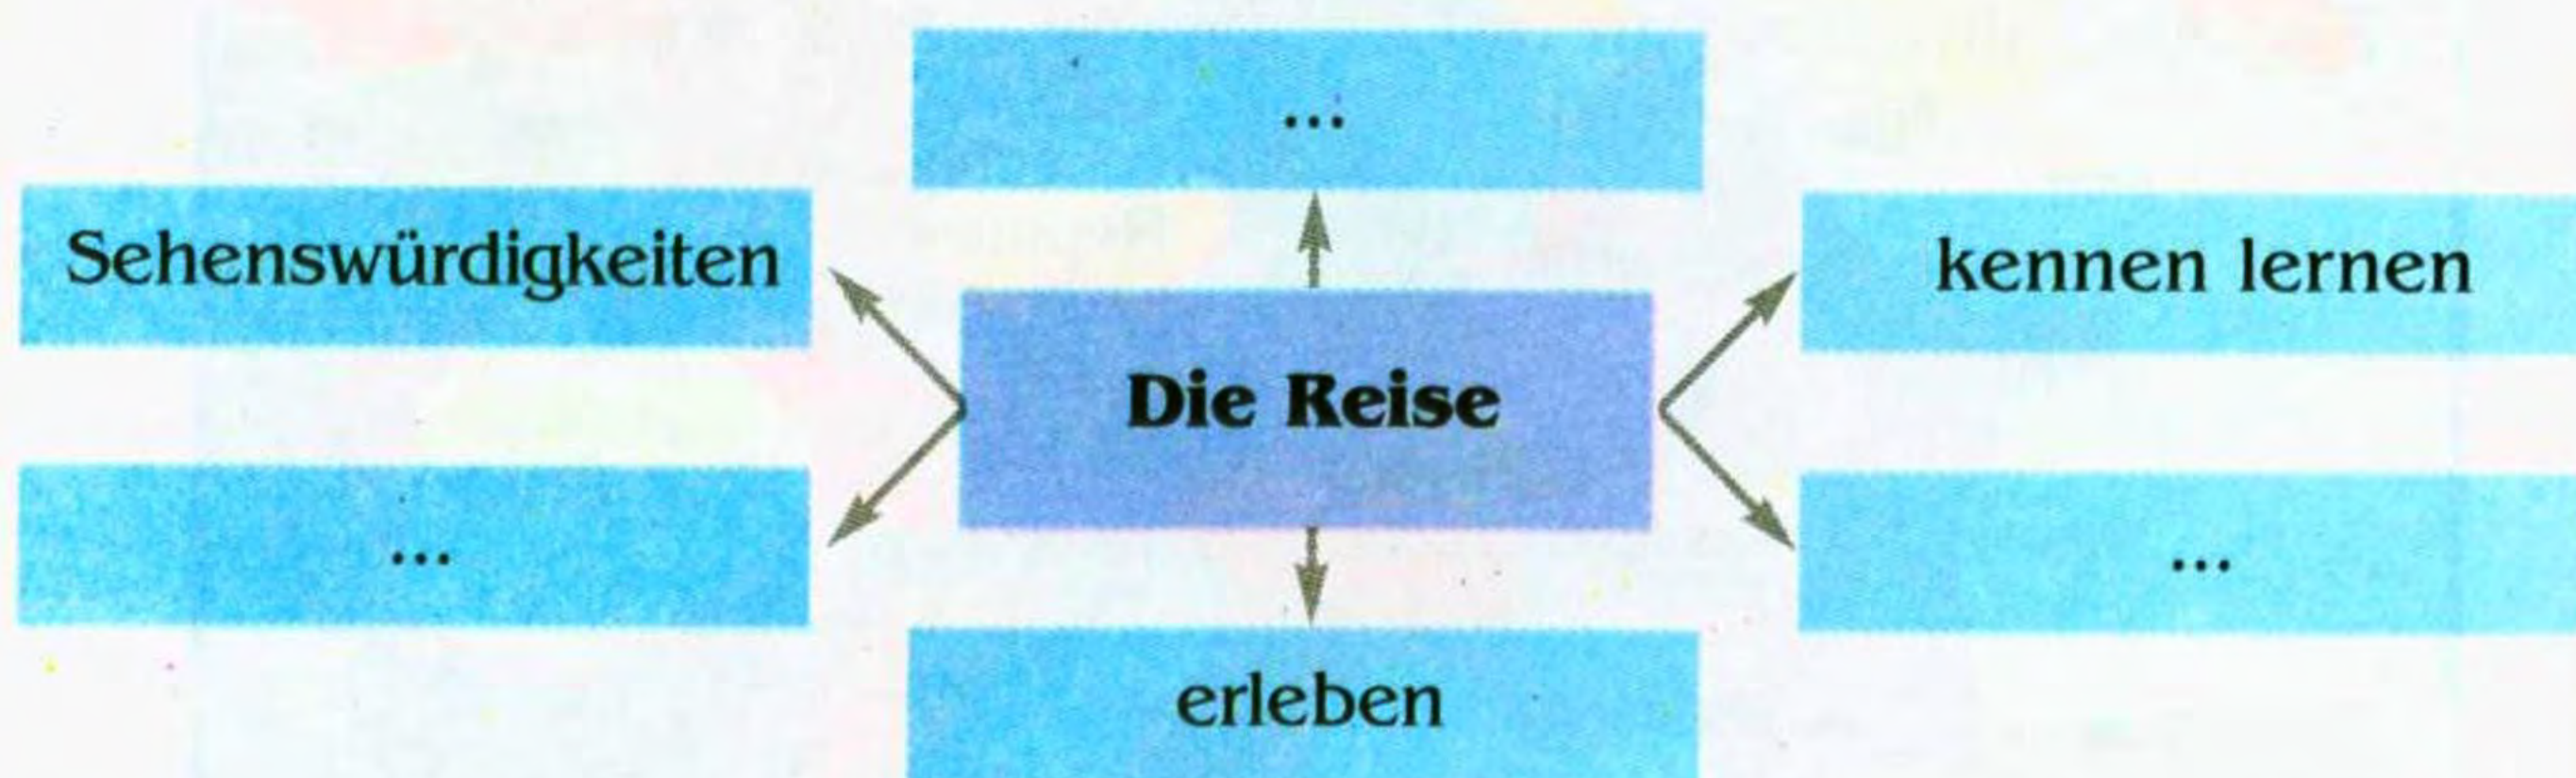 ...
Sehenswürdigkeiten
kennen lernen
Die Reise
...
...
erleben